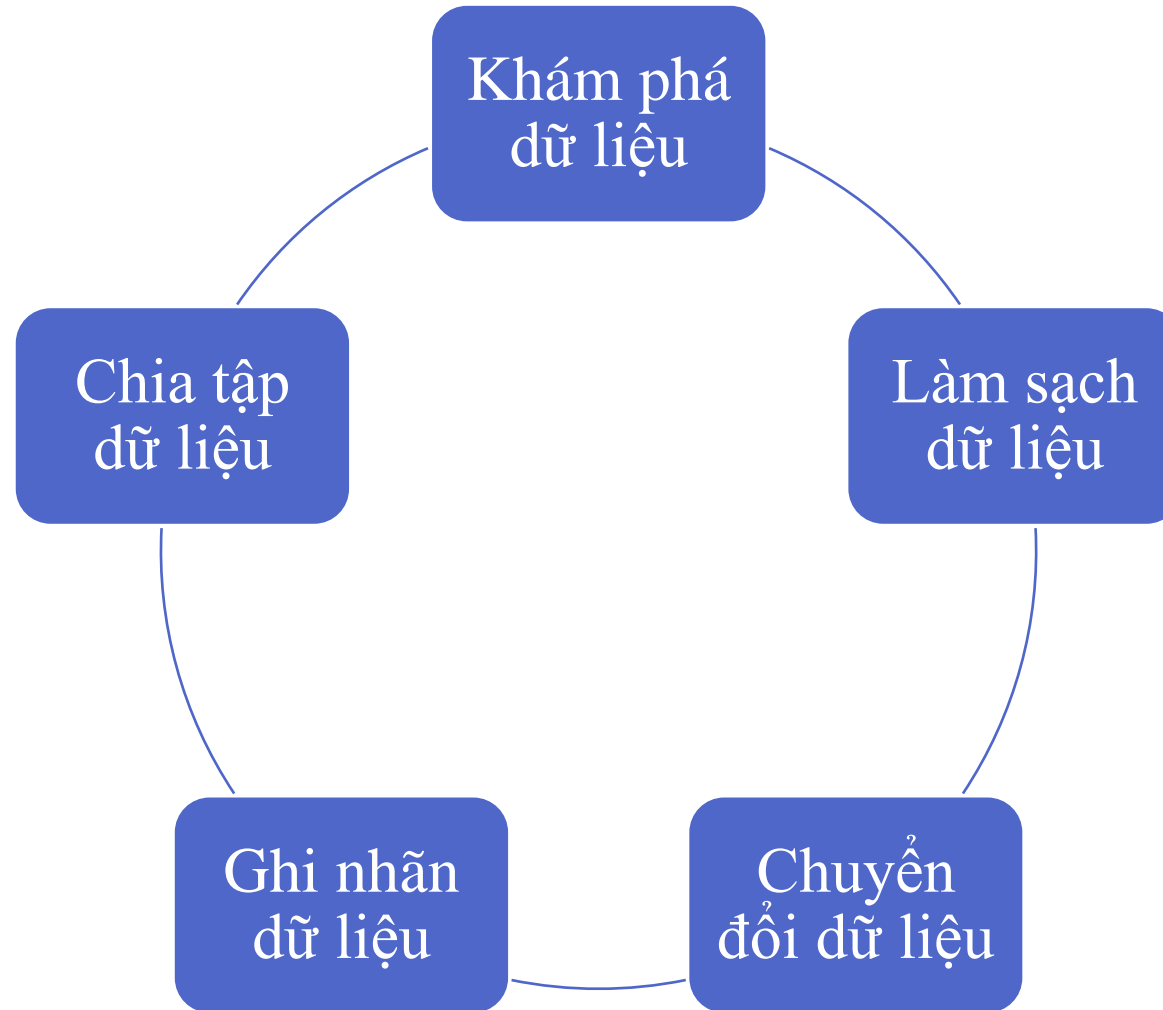 Khám phá
dữ liệu
Làm sạch
dữ liệu
Chuyển
đổi dữ liệu
Ghi nhãn
dữ liệu
Chia tập
dữ liệu